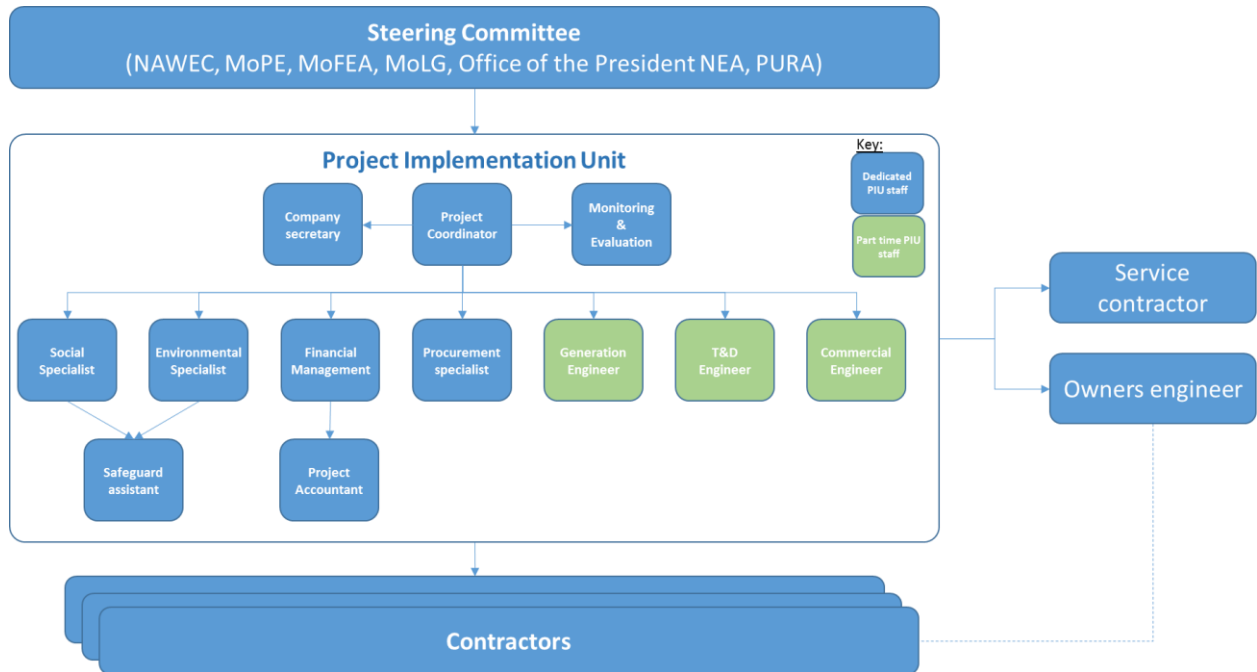 Steering Committee
(NAWEC, MoPE, MoFEA, MoLG, Office of the President NEA, PURA)
Project Implementation Unit
Key:
Dedicated
PIU staff
Part time PIU
staff
Company
secretary
Project
Coordinator
Monitoring
&
Evaluation
Service
contractor
Owners engineer
Social
Specialist
Environmental
Specialist
Financial
Management
Procurement
specialist
Generation
Engineer
T&D
Engineer
Commercial
Engineer
Safeguard
assistant
Project
Accountant
Contractors